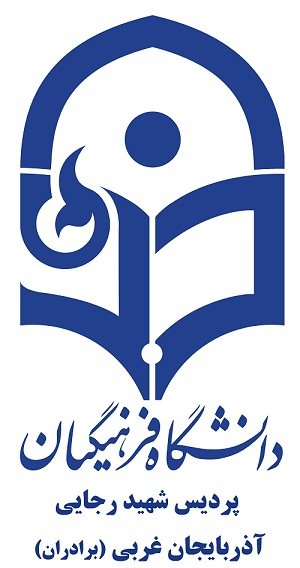 دانشگاه فرهنگیان
پردیس شهید رجایی
آذربایجان غربی (برادران)